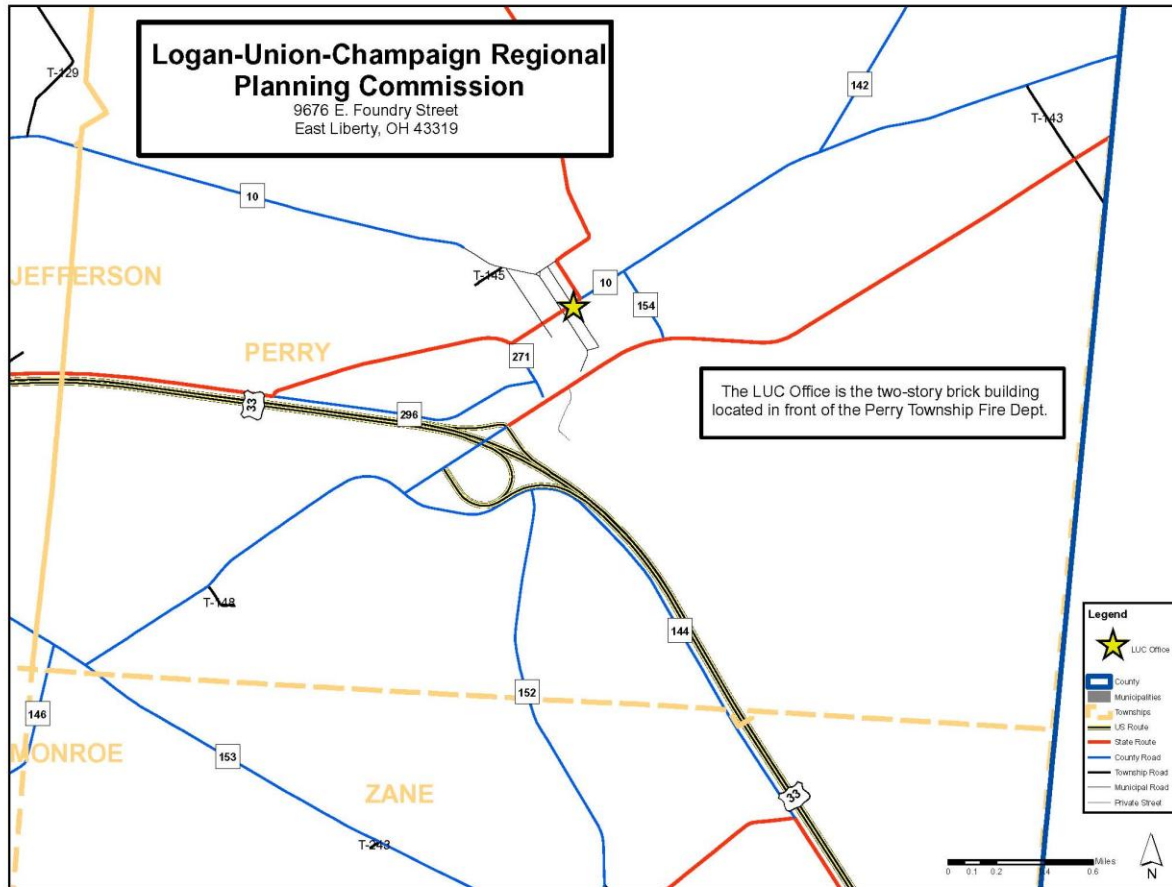 Logan-Union-Champaign Regional
Planning Commission
9676 E. Foundry Street
East Liberty, OH 43319
T-129
142
T-143
10
JEFFERSON
T-145
10
154
PERRY
271
The LUC Office is the two-story brick building
located in front of the Perry Township Fire Dept.
33
296
T-148
144
152
146
MONROE
153
ZANE
33
T-243
Legend
LUC Office
County
Municipalities
Townships
US Route
State Route
County Road
Township Road
Municipal Road
Private Street
Miles
0 0.1 0.2 0.4 0.6
N